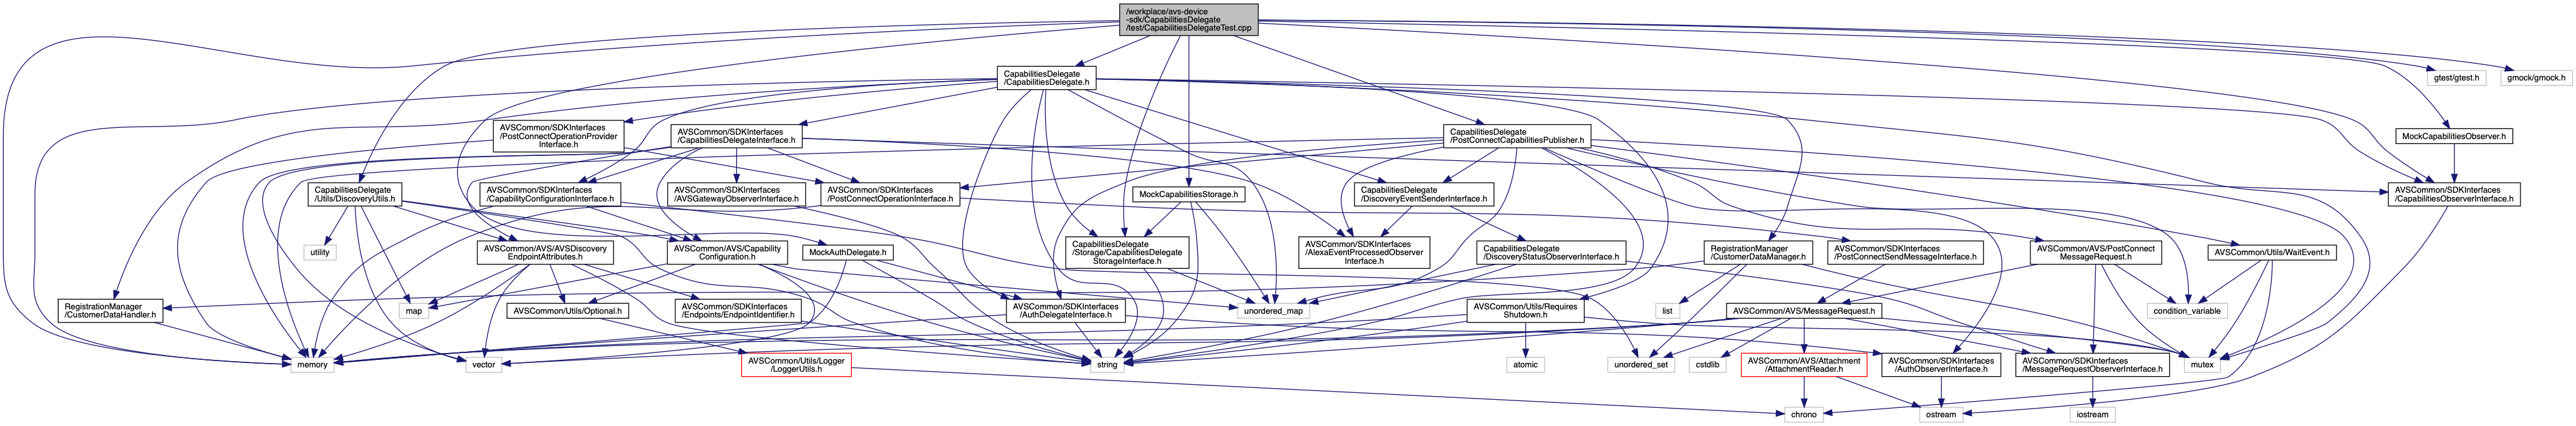 /workplace/avs-device
-sdk/CapabilitiesDelegate
/test/CapabilitiesDelegateTest.cpp
CapabilitiesDelegate
/CapabilitiesDelegate.h
gtest/gtest.h
gmock/gmock.h
AVSCommon/SDKInterfaces
/PostConnectOperationProvider
Interface.h
AVSCommon/SDKInterfaces
/CapabilitiesDelegateInterface.h
CapabilitiesDelegate
/PostConnectCapabilitiesPublisher.h
MockCapabilitiesObserver.h
CapabilitiesDelegate
/Utils/DiscoveryUtils.h
AVSCommon/SDKInterfaces
/CapabilityConfigurationInterface.h
AVSCommon/SDKInterfaces
/AVSGatewayObserverInterface.h
AVSCommon/SDKInterfaces
/PostConnectOperationInterface.h
MockCapabilitiesStorage.h
CapabilitiesDelegate
/DiscoveryEventSenderInterface.h
AVSCommon/SDKInterfaces
/CapabilitiesObserverInterface.h
utility
AVSCommon/AVS/AVSDiscovery
EndpointAttributes.h
AVSCommon/AVS/Capability
Configuration.h
MockAuthDelegate.h
CapabilitiesDelegate
/Storage/CapabilitiesDelegate
StorageInterface.h
AVSCommon/SDKInterfaces
/AlexaEventProcessedObserver
Interface.h
CapabilitiesDelegate
/DiscoveryStatusObserverInterface.h
RegistrationManager
/CustomerDataManager.h
AVSCommon/SDKInterfaces
/PostConnectSendMessageInterface.h
AVSCommon/AVS/PostConnect
MessageRequest.h
AVSCommon/Utils/WaitEvent.h
RegistrationManager
/CustomerDataHandler.h
map
AVSCommon/Utils/Optional.h
AVSCommon/SDKInterfaces
/Endpoints/EndpointIdentifier.h
AVSCommon/SDKInterfaces
/AuthDelegateInterface.h
unordered_map
AVSCommon/Utils/Requires
Shutdown.h
list
AVSCommon/AVS/MessageRequest.h
condition_variable
memory
vector
AVSCommon/Utils/Logger
/LoggerUtils.h
string
atomic
unordered_set
cstdlib
AVSCommon/AVS/Attachment
/AttachmentReader.h
AVSCommon/SDKInterfaces
/AuthObserverInterface.h
AVSCommon/SDKInterfaces
/MessageRequestObserverInterface.h
mutex
chrono
ostream
iostream